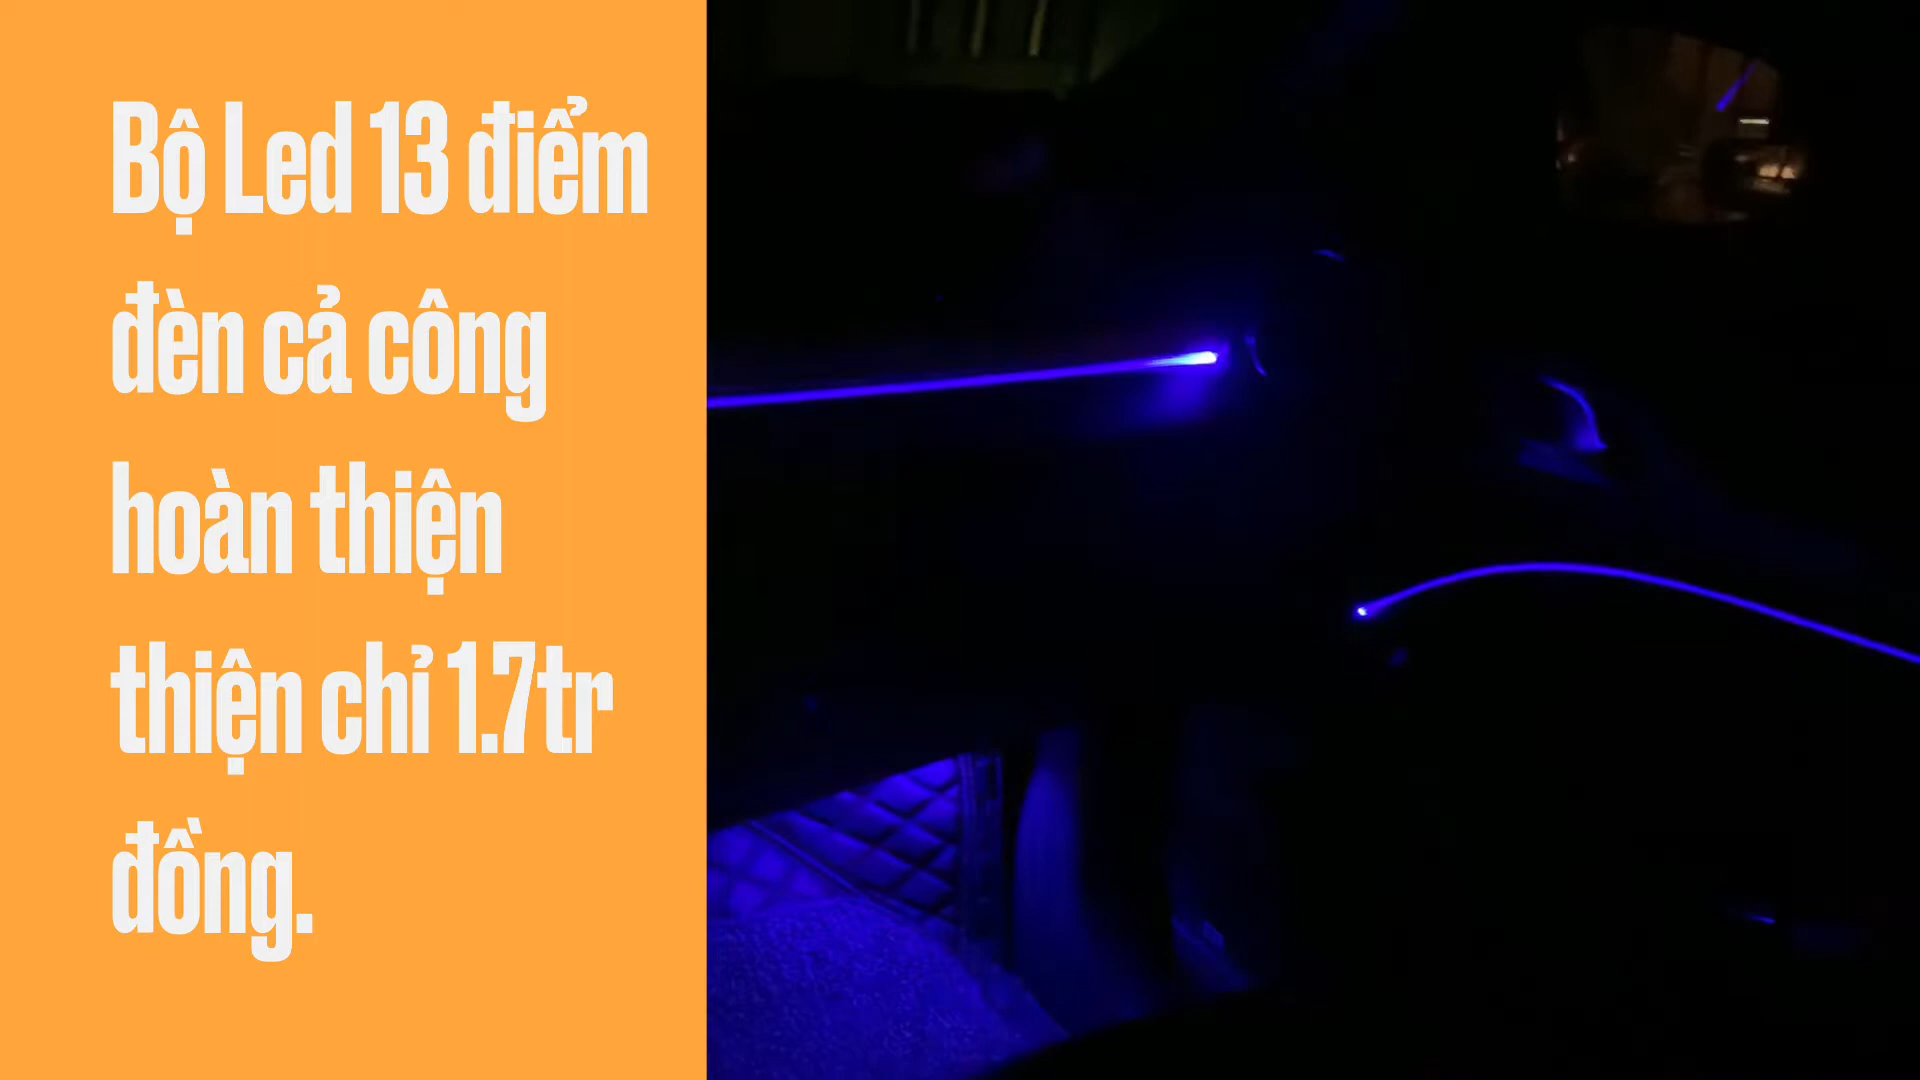 Bộ Led 13 điểm
đèn cả công
hoàn thiện
thiện chỉ 1.7tr
đồng.